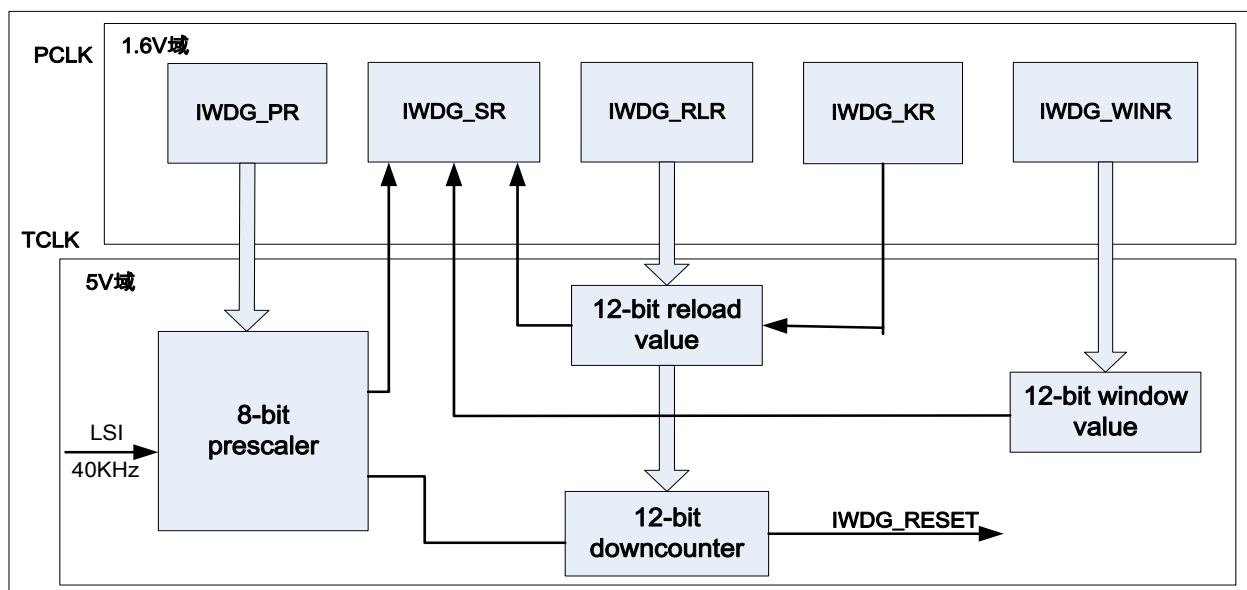 PCLK
1.6V域
IWDG_PR
IWDG_SR
IWDG_RLR
IWDG_KR
IWDG_WINR
TCLK
5V域
12-bit reload
value
8-bit
prescaler
12-bit window
value
LSI
40KHz
12-bit
downcounter
IWDG_RESET